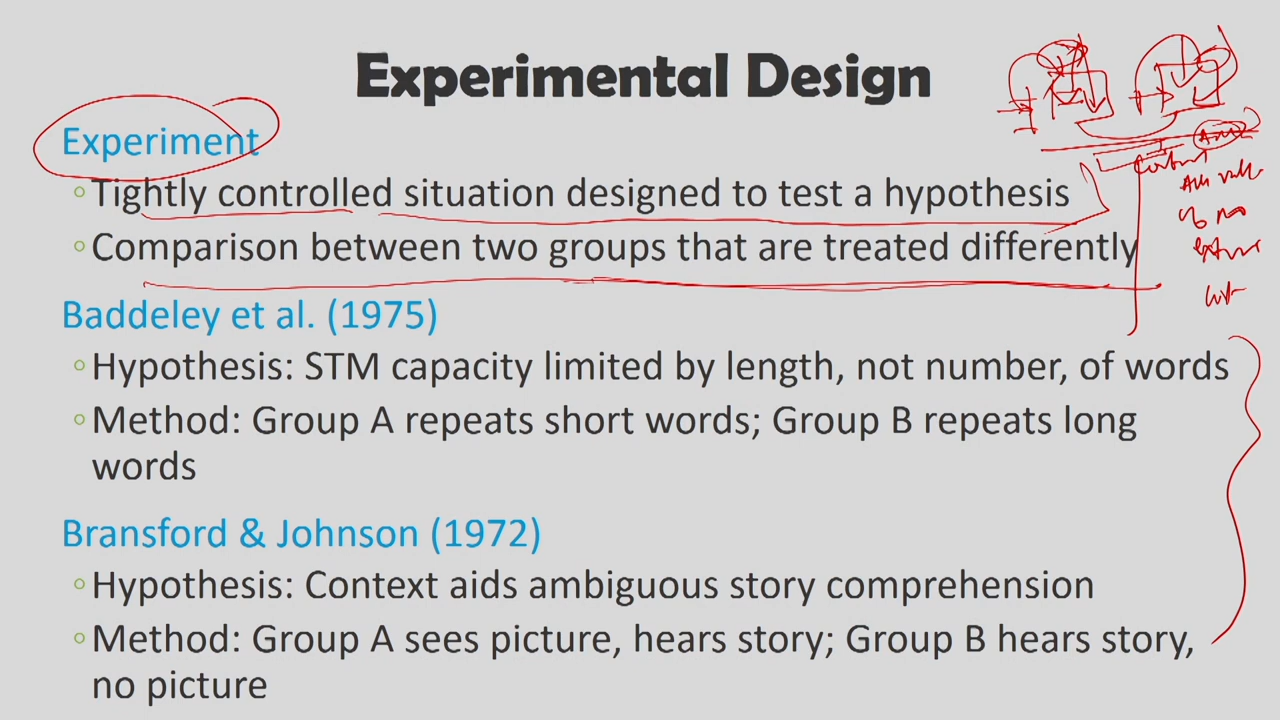 Experimental Design
Experiment
◦Tightly controlled situation designed to test a hypothesis
◦Comparison between two groups that are treated differently
Baddeley et al. (1975)
◦Hypothesis: STM capacity limited by length, not number, of words
◦Method: Group A repeats short words; Group B repeats long
words
Bransford & Johnson (1972)
◦Hypothesis: Context aids ambiguous story comprehension
◦Method: Group A sees picture, hears story; Group B hears story,
no picture